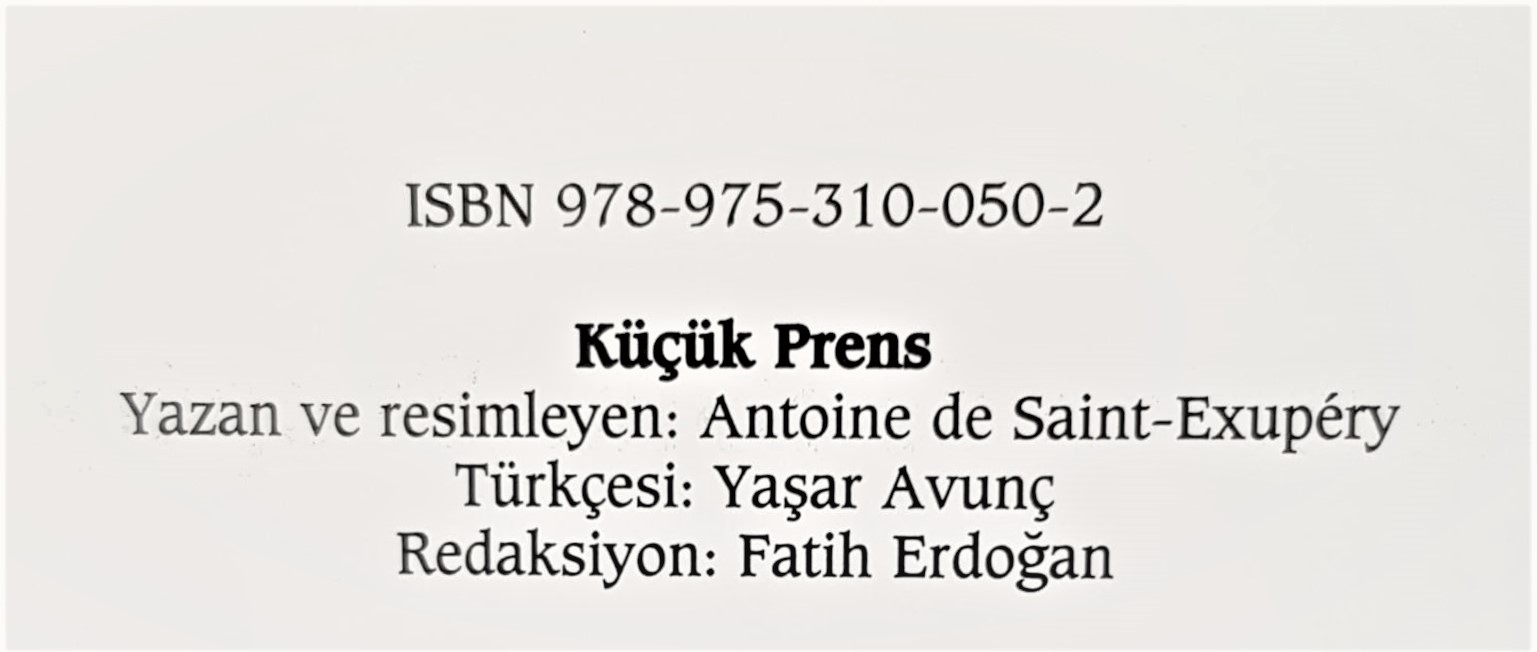 ISBN 978-975-310-050-2
Küçük Prens
Yazan ve resimleyen: Antoine de Saint-Exupéry
Türkçesi: Yaşar Avunç
Redaksiyon: Fatih Erdoğan